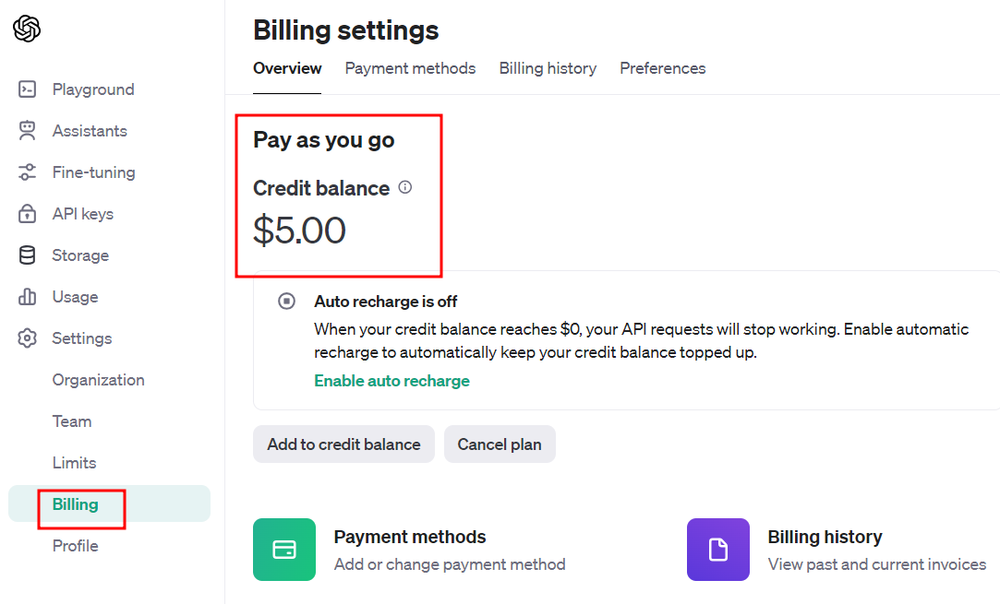 Billing settings
Overview Payment methods Billing history Preferences
Playground
Assistants
Fine-tuning
API keys
Storage
Usage
Settings
Organization
Team
Limits
Billing
Profile
Pay as you go
Credit balance
$5.00
Auto recharge is off
When your credit balance reaches $0, your API requests will stop working. Enable automatic
recharge to automatically keep your credit balance topped up.
Enable auto recharge
Add to credit balance Cancel plan
Payment methods
Add or change payment method
Billing history
View past and current invoices